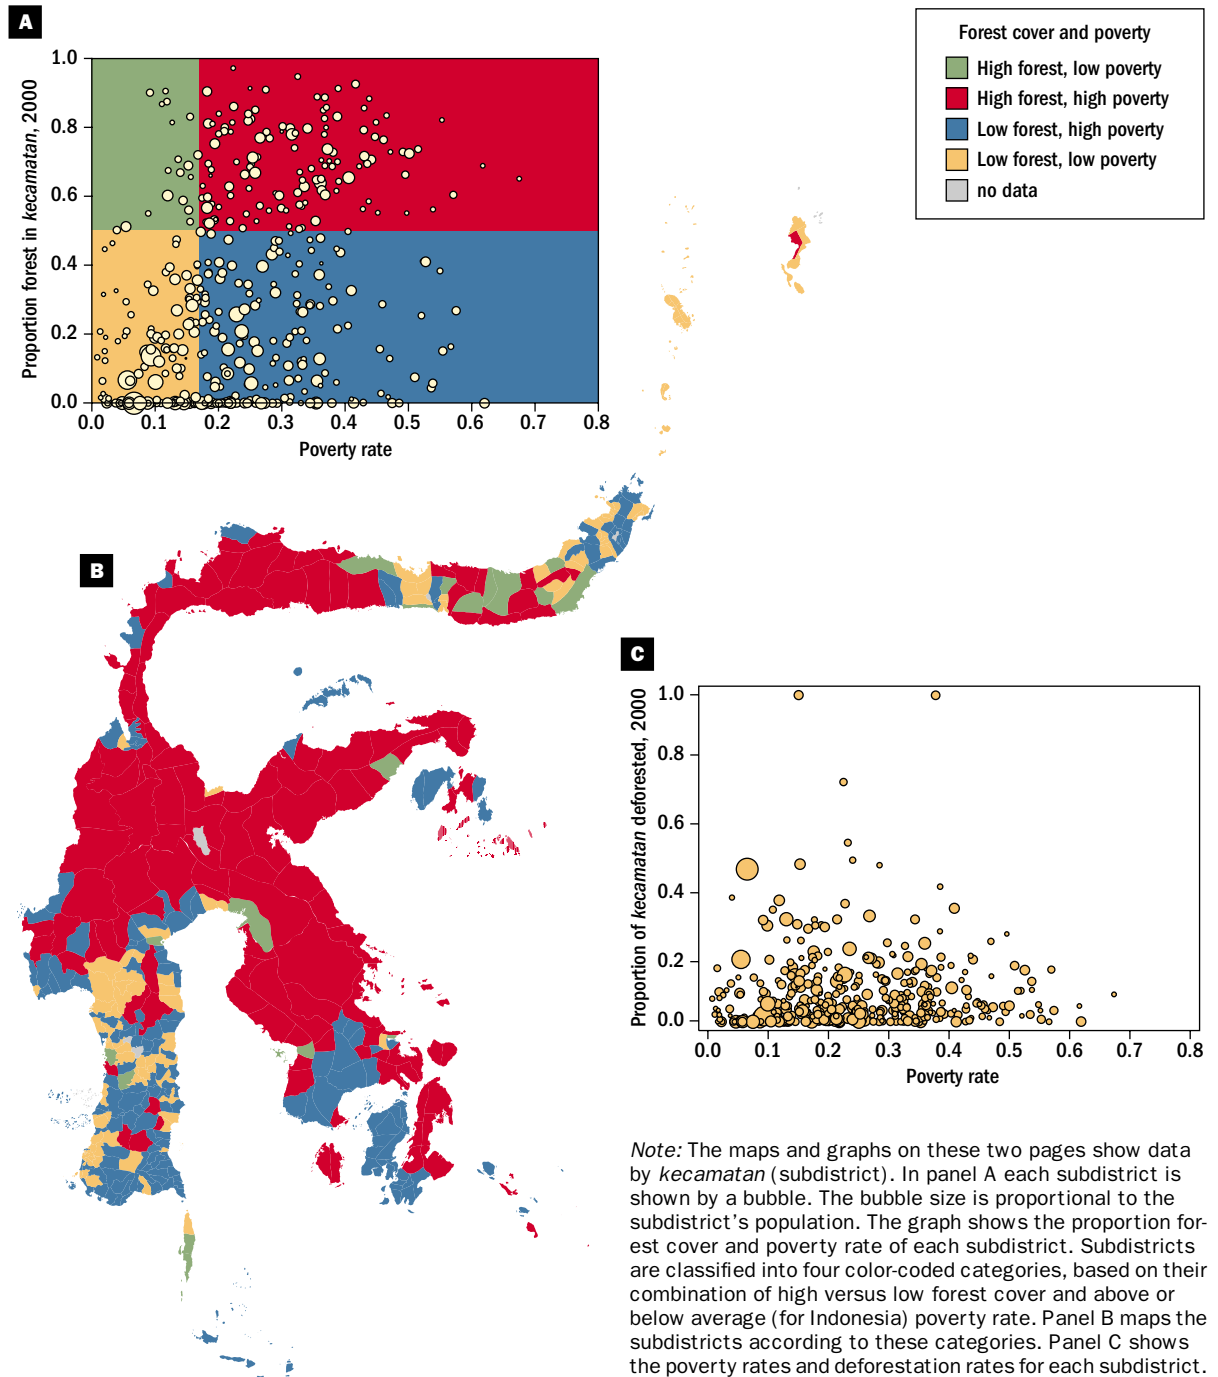 A
Forest cover and poverty
High forest, low poverty
High forest, high poverty
Low forest, high poverty
Low forest, low poverty
no data
Proportion forest in kecamatan, 2000
1.0
0.8
0.6
0.4
0.2
0.0
0.0 0.1 0.2 0.3 0.4 0.5 0.6 0.7 0.8
Poverty rate
B
C
Proportion of kecamatan deforested, 2000
1.0
0.8
0.6
0.4
0.2
0.0
0.0 0.1 0.2 0.3 0.4 0.5 0.6 0.7 0.8
Poverty rate
Note: The maps and graphs on these two pages show data
by kecamatan (subdistrict). In panel A each subdistrict is
shown by a bubble. The bubble size is proportional to the
subdistrict’s population. The graph shows the proportion for-
est cover and poverty rate of each subdistrict. Subdistricts
are classified into four color-coded categories, based on their
combination of high versus low forest cover and above or
below average (for Indonesia) poverty rate. Panel B maps the
subdistricts according to these categories. Panel C shows
the poverty rates and deforestation rates for each subdistrict.